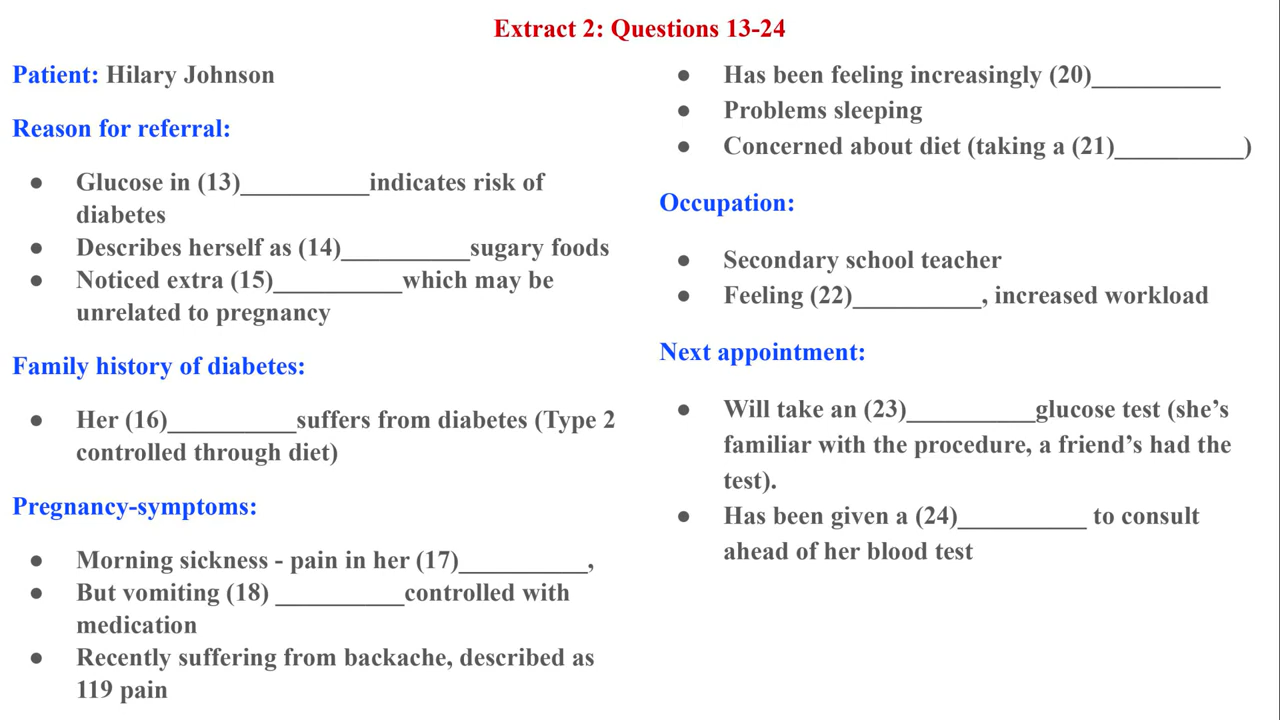 Extract 2: Questions 13-24
Patient: Hilary Johnson
Reason for referral:
● Glucose in (13)__________indicates risk of
diabetes
● Describes herself as (14)__________sugary foods
● Noticed extra (15)__________which may be
unrelated to pregnancy
Family history of diabetes:
● Her (16)__________suffers from diabetes (Type 2
controlled through diet)
Pregnancy-symptoms:
● Morning sickness - pain in her (17)__________,
● But vomiting (18) __________controlled with
medication
● Recently suffering from backache, described as
119 pain
● Has been feeling increasingly (20)__________
● Problems sleeping
● Concerned about diet (taking a (21)__________)
Occupation:
● Secondary school teacher
● Feeling (22)__________, increased workload
Next appointment:
● Will take an (23)__________glucose test (she’s
familiar with the procedure, a friend’s had the
test).
● Has been given a (24)__________ to consult
ahead of her blood test